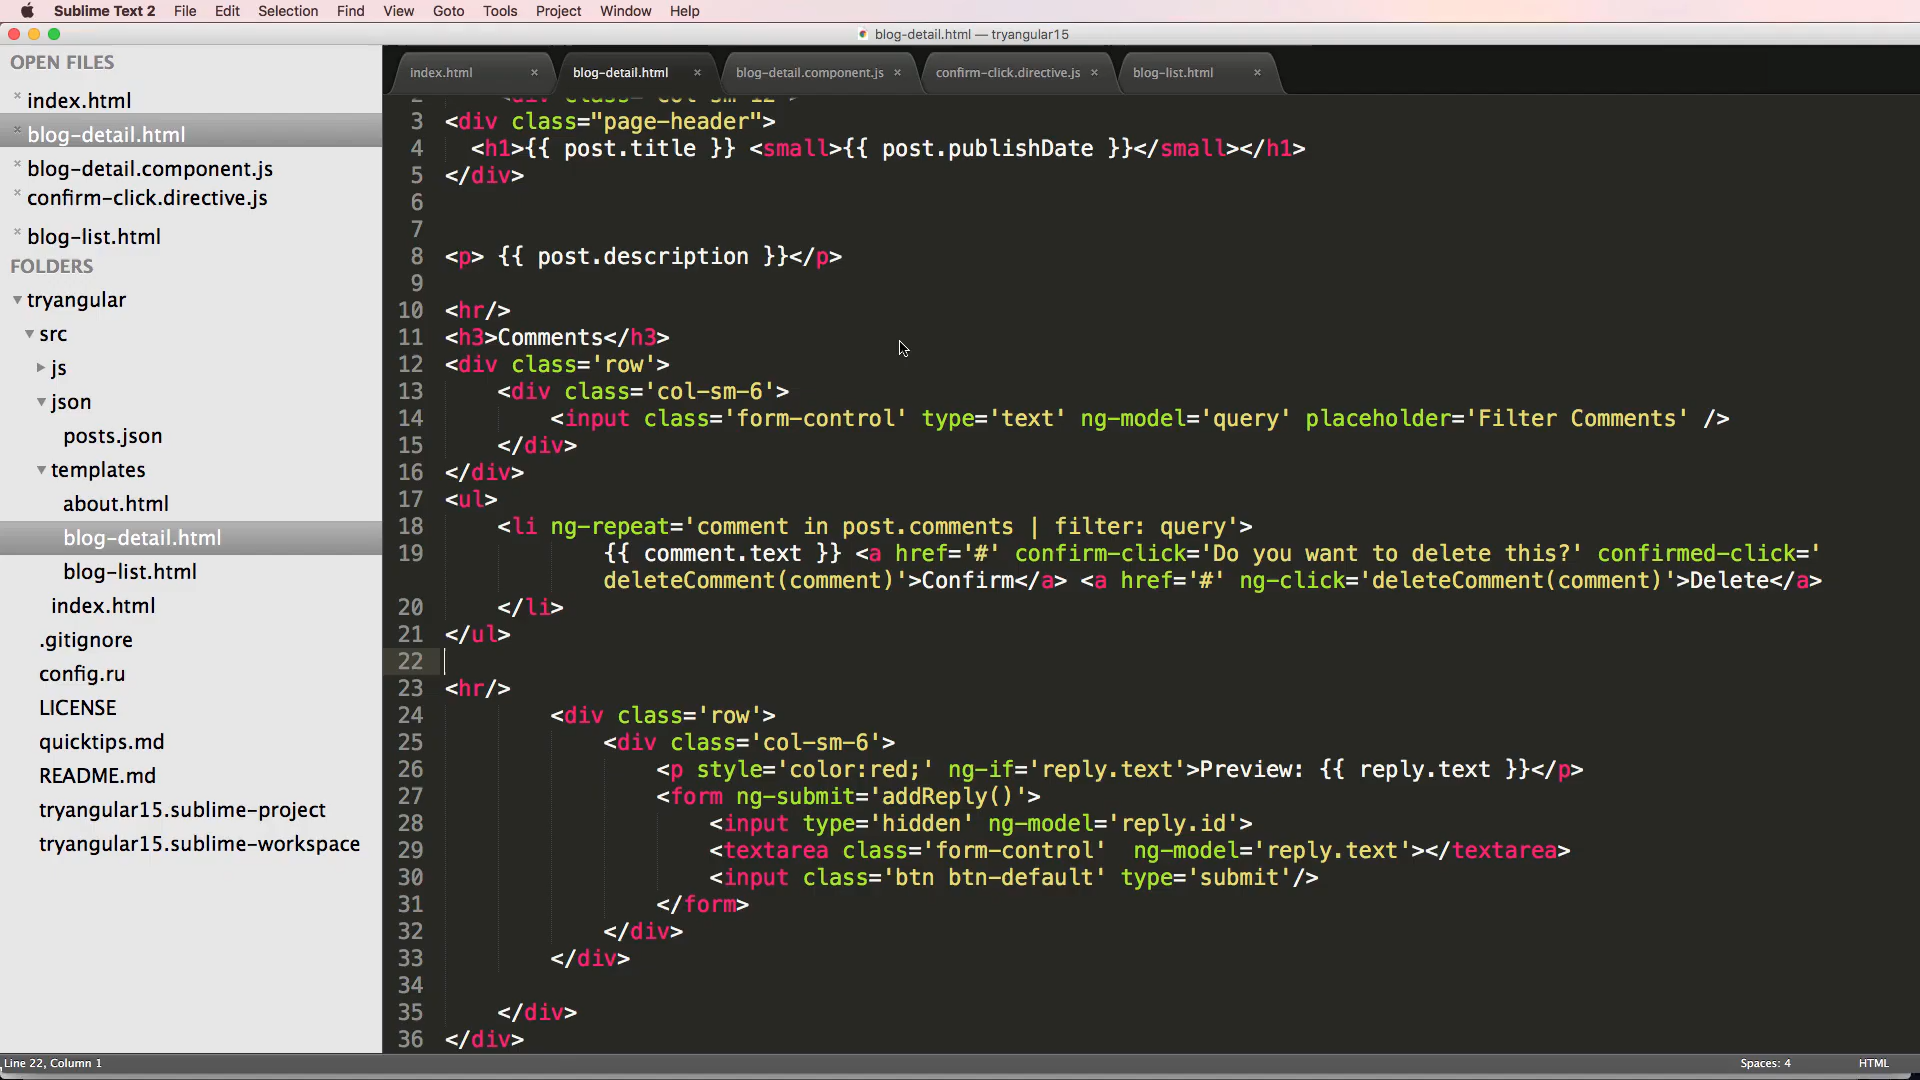 Sublime Text 2 File Edit Selection Find View Goto Tools Project Window Help
blog-detail.html — tryangular15
OPEN FILES
index.html
blog-detail.html
blog-detail.component.js
confirm-click.directive.js
blog-list.html
FOLDERS
tryangular
src
js
json
posts.json
templates
about.html
blog-detail.html
blog-list.html
index.html
.gitignore
config.ru
LICENSE
quicktips.md
README.md
tryangular15.sublime-project
tryangular15.sublime-workspace
index.html × blog-detail.html × blog-detail.component.js × confirm-click.directive.js × blog-list.html ×
2 <div class="col-sm-12">
3 <div class="page-header">
4 <h1>{{ post.title }} <small>{{ post.publishDate }}</small></h1>
5 </div>
6
7
8 <p> {{ post.description }}</p>
9
10 <hr/>
11 <h3>Comments</h3>
12 <div class='row'>
13 <div class='col-sm-6'>
14 <input class='form-control' type='text' ng-model='query' placeholder='Filter Comments' />
15 </div>
16 </div>
17 <ul>
18 <li ng-repeat='comment in post.comments | filter: query'>
19 {{ comment.text }} <a href='#' confirm-click='Do you want to delete this?' confirmed-click='
deleteComment(comment)'>Confirm</a> <a href='#' ng-click='deleteComment(comment)'>Delete</a>
20 </li>
21 </ul>
22
23 <hr/>
24 <div class='row'>
25 <div class='col-sm-6'>
26 <p style='color:red;' ng-if='reply.text'>Preview: {{ reply.text }}</p>
27 <form ng-submit='addReply()'>
28 <input type='hidden' ng-model='reply.id'>
29 <textarea class='form-control'  ng-model='reply.text'></textarea>
30 <input class='btn btn-default' type='submit'/>
31 </form>
32 </div>
33 </div>
34
35 </div>
36 </div>
Line 22, Column 1
Spaces: 4 HTML